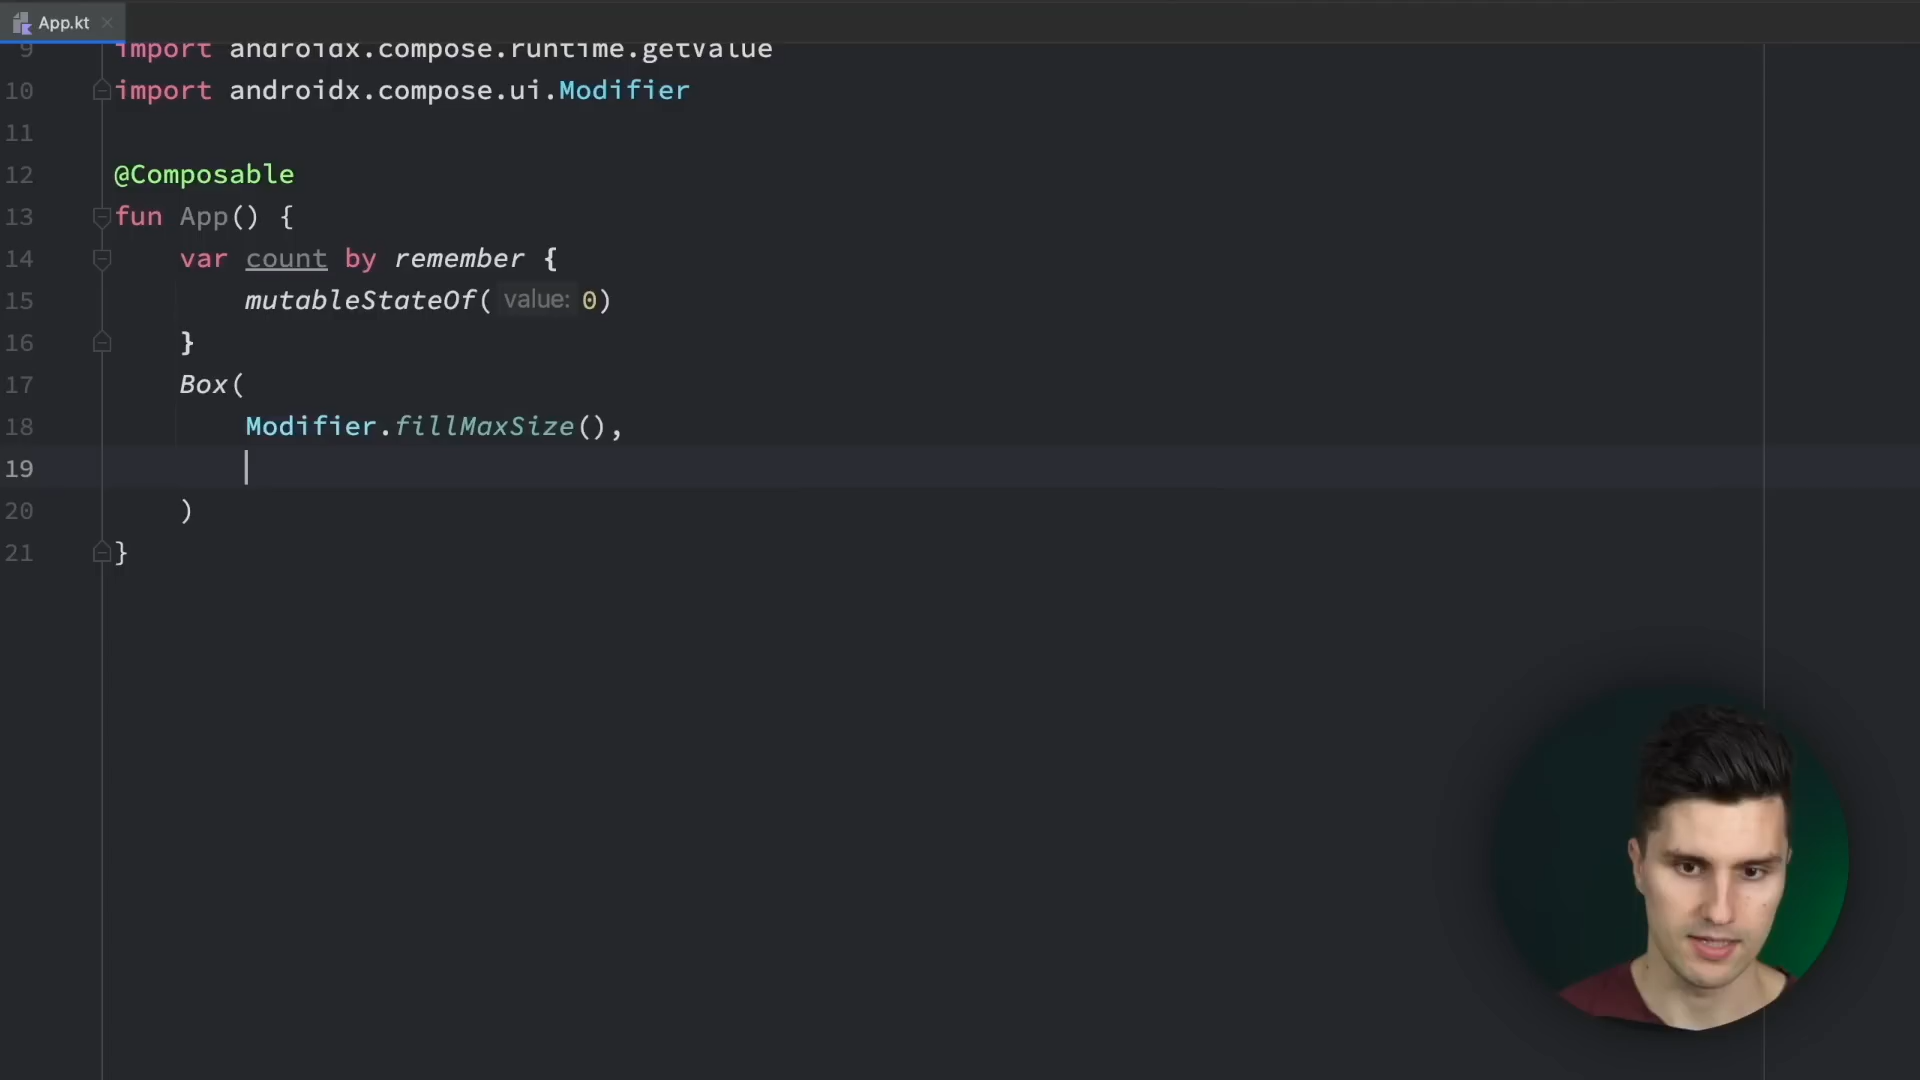 App.kt
9 import androidx.compose.runtime.getValue
10 import androidx.compose.ui.Modifier
11
12 @Composable
13 fun App() {
14 var count by remember {
15 mutableStateOf( value: 0)
16 }
17 Box(
18 Modifier.fillMaxSize(),
19
20 )
21 }